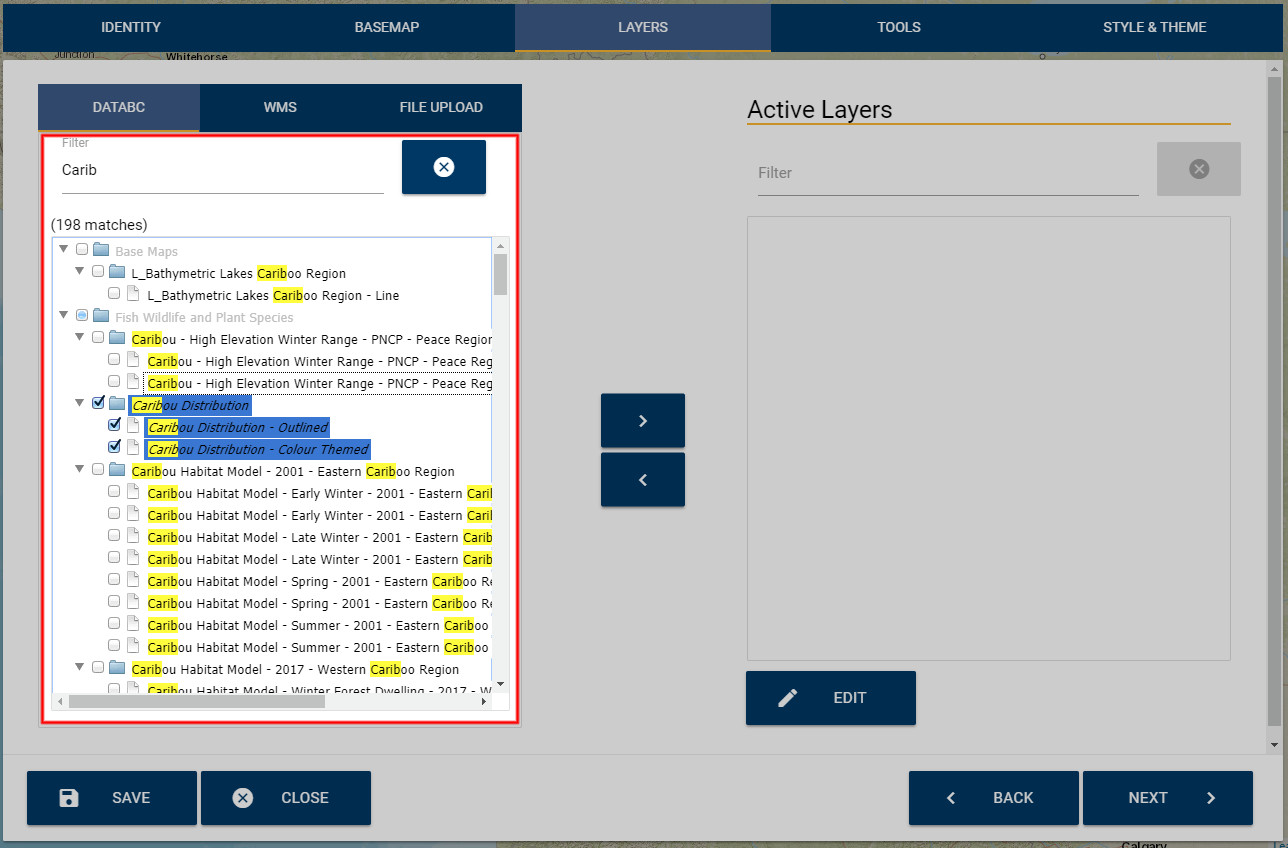 IDENTITY BASEMAP LAYERS TOOLS STYLE & THEME
Junction Whitehorse
DATABC WMS FILE UPLOAD
Active Layers
Filter
Carib
Filter
(198 matches)
Base Maps
L_Bathymetric Lakes Cariboo Region
L_Bathymetric Lakes Cariboo Region - Line
Fish Wildlife and Plant Species
Caribou - High Elevation Winter Range - PNCP - Peace Region
Caribou - High Elevation Winter Range - PNCP - Peace Reg
Caribou - High Elevation Winter Range - PNCP - Peace Reg
Caribou Distribution
Caribou Distribution - Outlined
Caribou Distribution - Colour Themed
Caribou Habitat Model - 2001 - Eastern Cariboo Region
Caribou Habitat Model - Early Winter - 2001 - Eastern Carib
Caribou Habitat Model - Early Winter - 2001 - Eastern Carib
Caribou Habitat Model - Late Winter - 2001 - Eastern Carib
Caribou Habitat Model - Late Winter - 2001 - Eastern Carib
Caribou Habitat Model - Spring - 2001 - Eastern Cariboo Re
Caribou Habitat Model - Spring - 2001 - Eastern Cariboo Re
Caribou Habitat Model - Summer - 2001 - Eastern Cariboo
Caribou Habitat Model - Summer - 2001 - Eastern Cariboo
Caribou Habitat Model - 2017 - Western Cariboo Region
Caribou Habitat Model - Winter Forest Dwelling - 2017 - W
EDIT
SAVE CLOSE BACK NEXT
Calgary